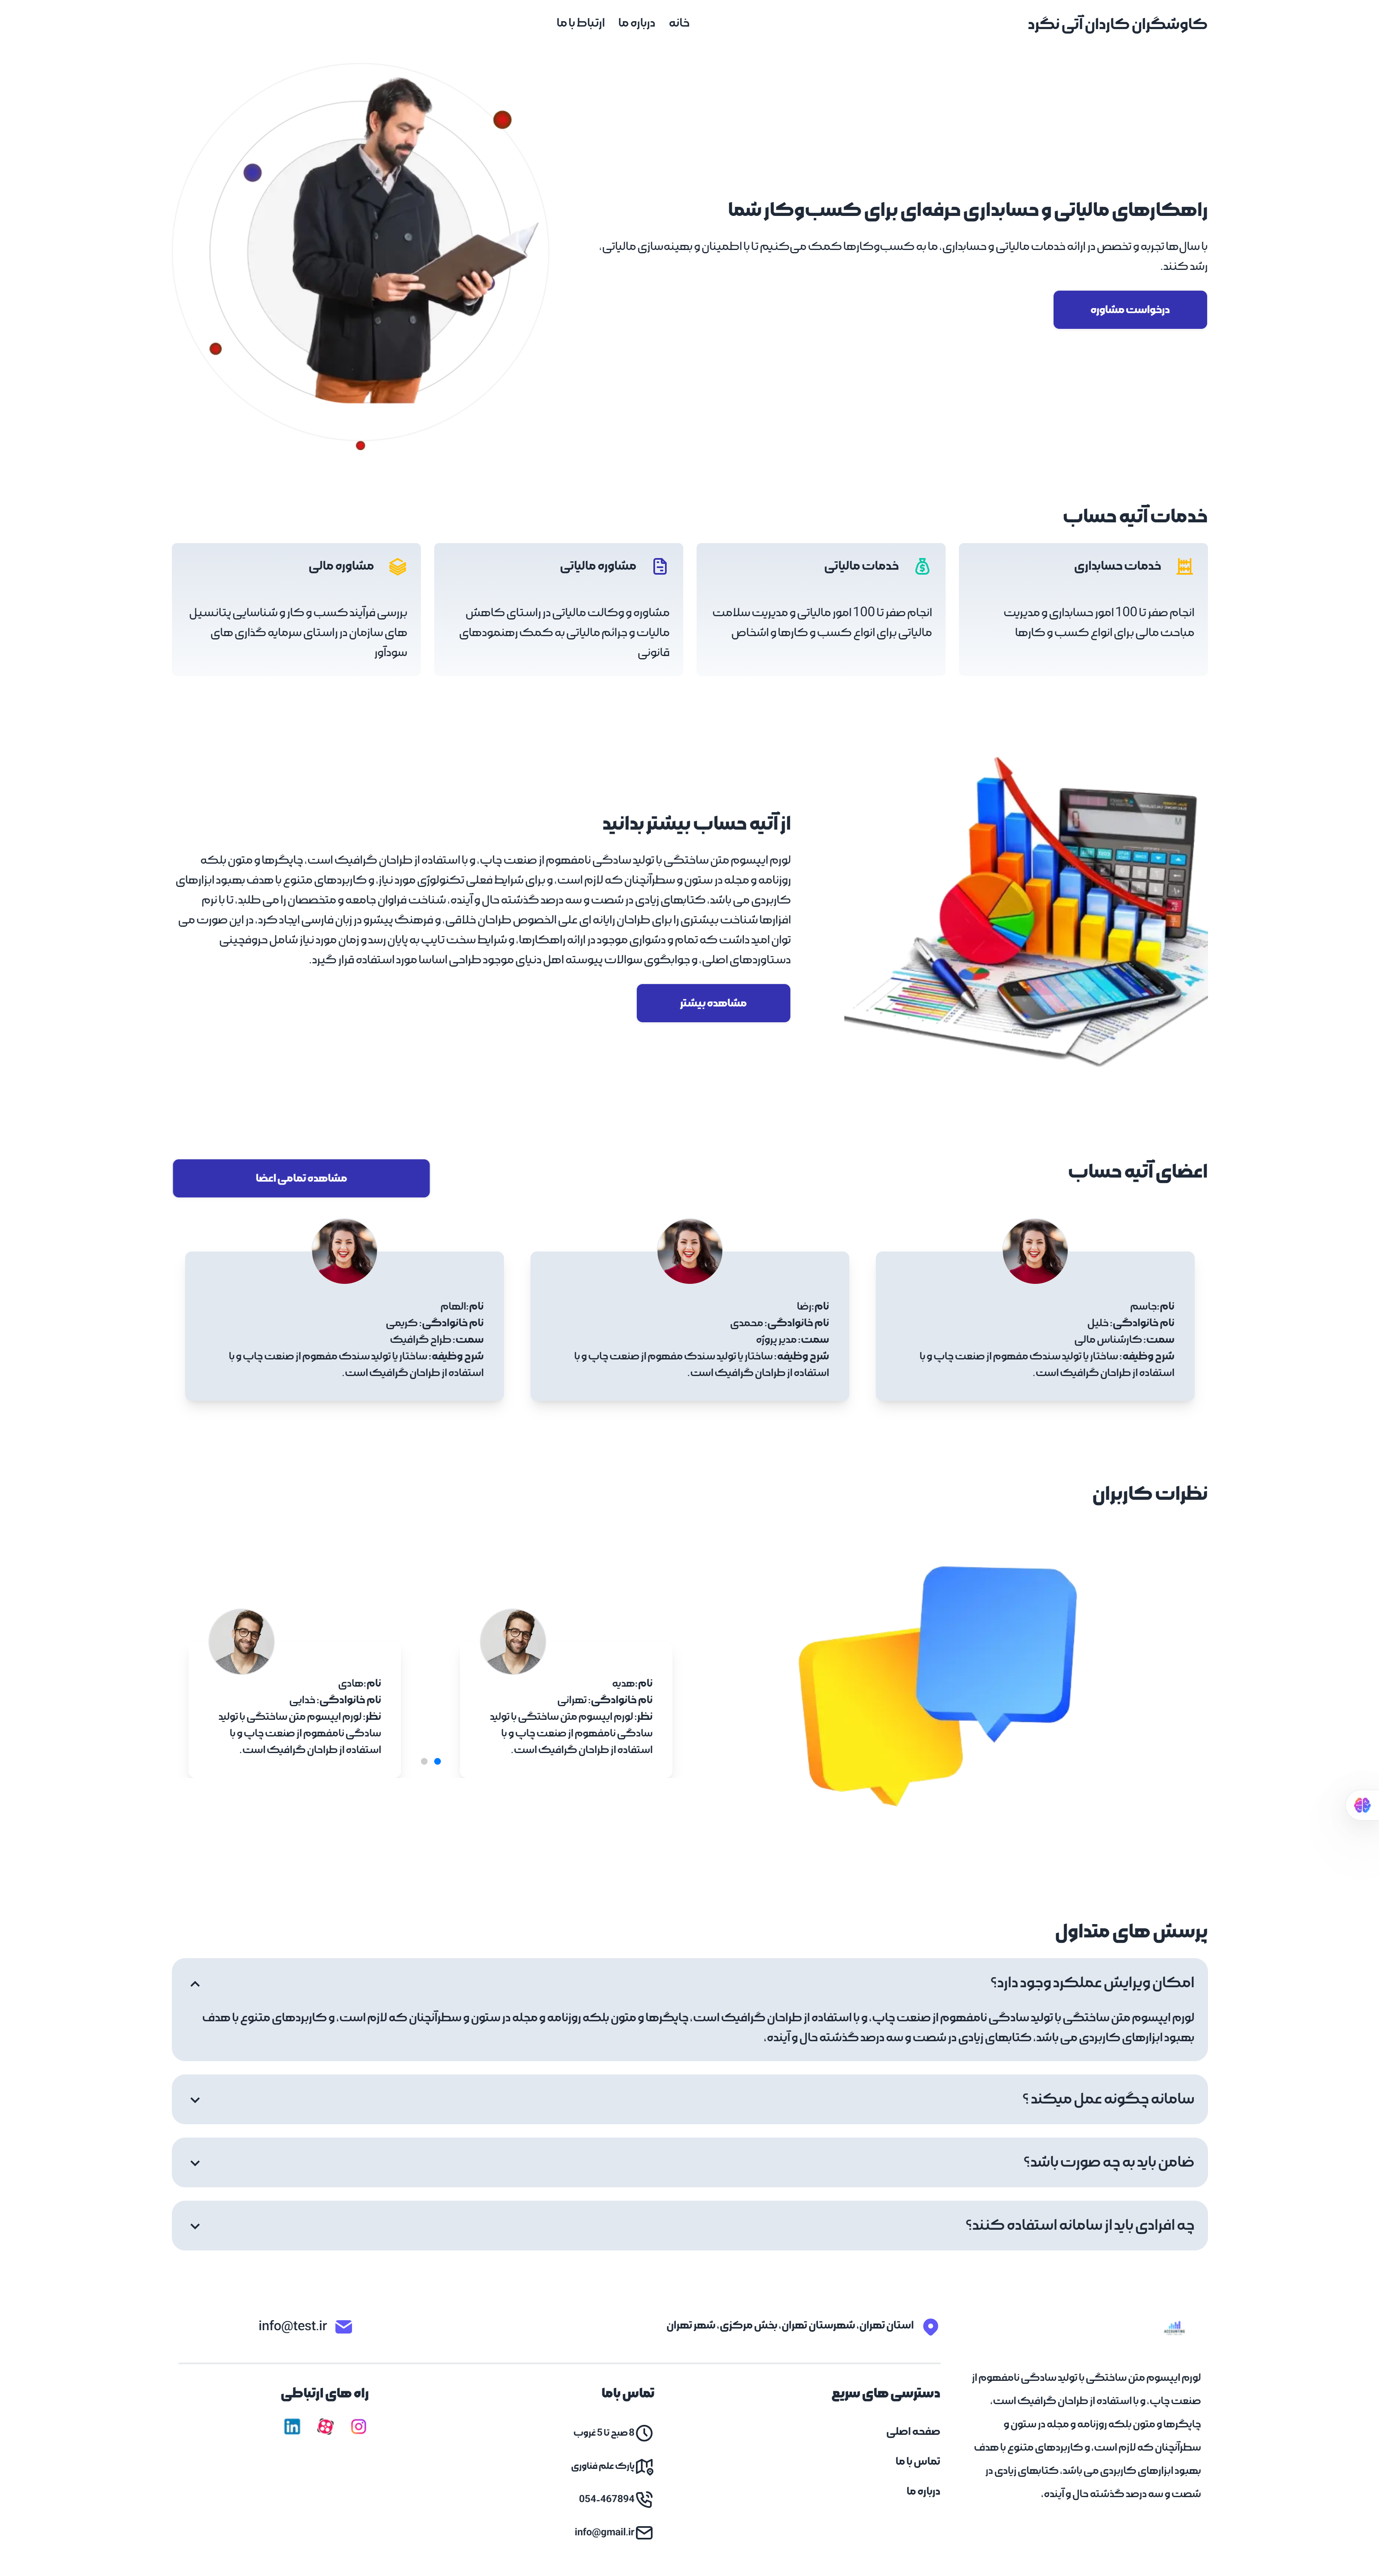 کاوشگران کاردان آتی نگرد
خانه
درباره ما
ارتباط با ما
راهکارهای مالیاتی و حسابداری حرفه‌ای برای کسب‌وکار شما
با سال‌ها تجربه و تخصص در ارائه خدمات مالیاتی و حسابداری، ما به کسب‌وکارها کمک می‌کنیم تا با اطمینان و بهینه‌سازی مالیاتی،
رشد کنند.
درخواست مشاوره
خدمات آتیه حساب
خدمات حسابداری
انجام صفر تا 100 امور حسابداری و مدیریت
مباحث مالی برای انواع کسب و کارها
خدمات مالیاتی
انجام صفر تا 100 امور مالیاتی و مدیریت سلامت
مالیاتی برای انواع کسب و کارها و اشخاص
مشاوره مالیاتی
مشاوره و وکالت مالیاتی در راستای کاهش
مالیات و جرائم مالیاتی به کمک رهنمودهای
قانونی
مشاوره مالی
بررسی فرآیند کسب و کار و شناسایی پتانسیل
های سازمان در راستای سرمایه گذاری های
سودآور
از آتیه حساب بیشتر بدانید
لورم ایپسوم متن ساختگی با تولید سادگی نامفهوم از صنعت چاپ، و با استفاده از طراحان گرافیک است، چاپگرها و متون بلکه
روزنامه و مجله در ستون و سطرآنچنان که لازم است، و برای شرایط فعلی تکنولوژی مورد نیاز، و کاربردهای متنوع با هدف بهبود ابزارهای
کاربردی می باشد، کتابهای زیادی در شصت و سه درصد گذشته حال و آینده، شناخت فراوان جامعه و متخصصان را می طلبد، تا با نرم
افزارها شناخت بیشتری را برای طراحان رایانه ای علی الخصوص طراحان خلاقی، و فرهنگ پیشرو در زبان فارسی ایجاد کرد، در این صورت می
توان امید داشت که تمام و دشواری موجود در ارائه راهکارها، و شرایط سخت تایپ به پایان رسد و زمان مورد نیاز شامل حروفچینی
دستاوردهای اصلی، و جوابگوی سوالات پیوسته اهل دنیای موجود طراحی اساسا مورد استفاده قرار گیرد.
مشاهده بیشتر
اعضای آتیه حساب
مشاهده تمامی اعضا
نام:جاسم
نام خانوادگی: خلیل
سمت: کارشناس مالی
شرح وظیفه: ساختار یا تولید سندک مفهوم از صنعت چاپ و با
استفاده از طراحان گرافیک است.
نام:رضا
نام خانوادگی: محمدی
سمت: مدیر پروژه
شرح وظیفه: ساختار یا تولید سندک مفهوم از صنعت چاپ و با
استفاده از طراحان گرافیک است.
نام:الهام
نام خانوادگی: کریمی
سمت: طراح گرافیک
شرح وظیفه: ساختار یا تولید سندک مفهوم از صنعت چاپ و با
استفاده از طراحان گرافیک است.
نظرات کاربران
نام:هدیه
نام خانوادگی: تهرانی
نظر: لورم ایپسوم متن ساختگی با تولید
سادگی نامفهوم از صنعت چاپ و با
استفاده از طراحان گرافیک است.
نام:هادی
نام خانوادگی: خدایی
نظر: لورم ایپسوم متن ساختگی با تولید
سادگی نامفهوم از صنعت چاپ و با
استفاده از طراحان گرافیک است.
پرسش های متداول
امکان ویرایش عملکرد وجود دارد؟
لورم ایپسوم متن ساختگی با تولید سادگی نامفهوم از صنعت چاپ، و با استفاده از طراحان گرافیک است، چاپگرها و متون بلکه روزنامه و مجله در ستون و سطرآنچنان که لازم است، و کاربردهای متنوع با هدف
بهبود ابزارهای کاربردی می باشد، کتابهای زیادی در شصت و سه درصد گذشته حال و آینده،
سامانه چگونه عمل میکند ؟
ضامن باید به چه صورت باشد؟
چه افرادی باید از سامانه استفاده کنند؟
لورم ایپسوم متن ساختگی با تولید سادگی نامفهوم از
صنعت چاپ، و با استفاده از طراحان گرافیک است،
چاپگرها و متون بلکه روزنامه و مجله در ستون و
سطرآنچنان که لازم است، و کاربردهای متنوع با هدف
بهبود ابزارهای کاربردی می باشد، کتابهای زیادی در
شصت و سه درصد گذشته حال و آینده،
استان تهران، شهرستان تهران، بخش مرکزی، شهر تهران
info@test.ir
دسترسی های سریع
صفحه اصلی
تماس با ما
درباره ما
تماس باما
8 صبح تا 5 غروب
پارک علم فناوری
054-467894
info@gmail.ir
راه های ارتباطی